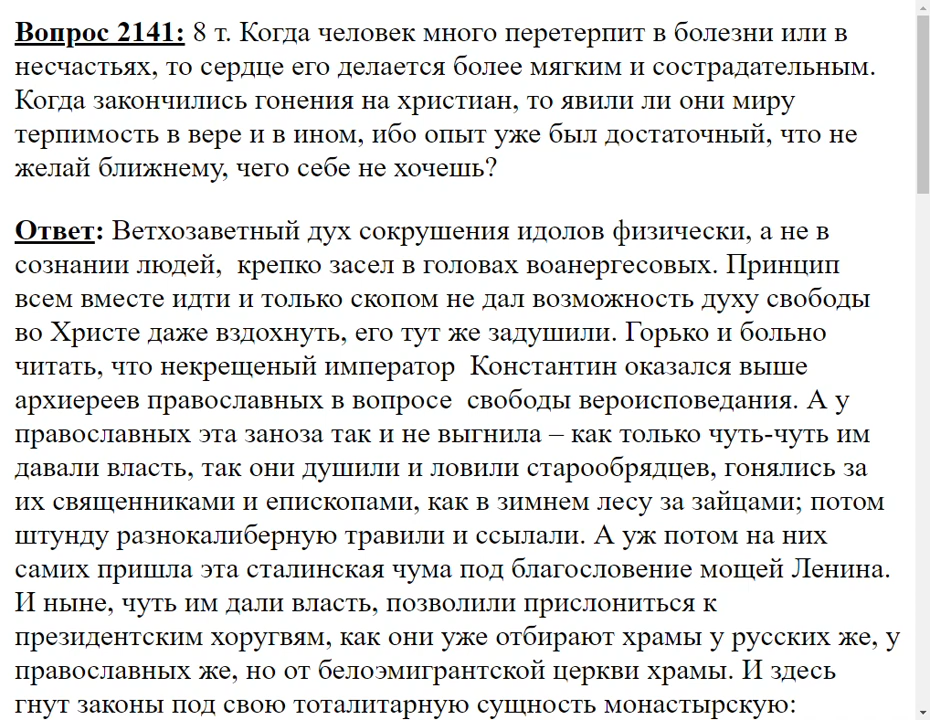 Вопрос 2141: 8 т. Когда человек много перетерпит в болезни или в
несчастьях, то сердце его делается более мягким и сострадательным.
Когда закончились гонения на христиан, то явили ли они миру
терпимость в вере и в ином, ибо опыт уже был достаточный, что не
желай ближнему, чего себе не хочешь?
Ответ: Ветхозаветный дух сокрушения идолов физически, а не в
сознании людей,  крепко засел в головах воанергесовых. Принцип
всем вместе идти и только скопом не дал возможность духу свободы
во Христе даже вздохнуть, его тут же задушили. Горько и больно
читать, что некрещеный император  Константин оказался выше
архиереев православных в вопросе  свободы вероисповедания. А у
православных эта заноза так и не выгнила – как только чуть-чуть им
давали власть, так они душили и ловили старообрядцев, гонялись за
их священниками и епископами, как в зимнем лесу за зайцами; потом
штунду разнокалиберную травили и ссылали. А уж потом на них
самих пришла эта сталинская чума под благословение мощей Ленина.
И ныне, чуть им дали власть, позволили прислониться к
президентским хоругвям, как они уже отбирают храмы у русских же, у
православных же, но от белоэмигрантской церкви храмы. И здесь
гнут законы под свою тоталитарную сущность монастырскую: